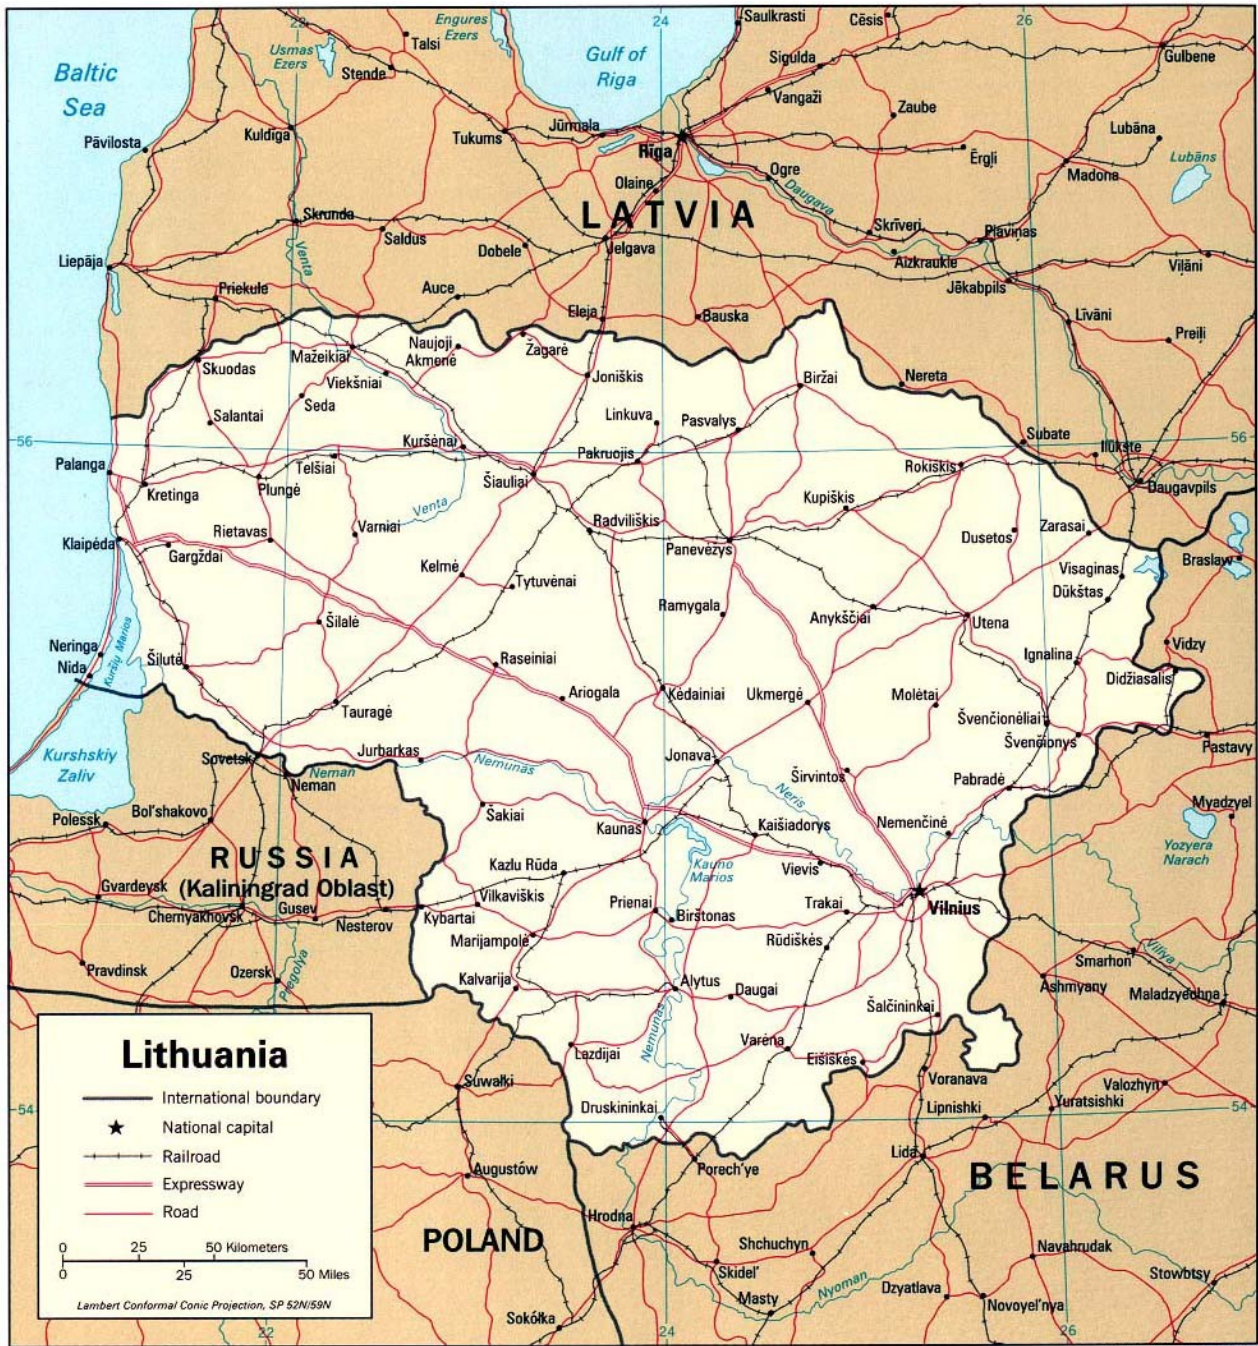 22
24
26
Engures
Ezers
Saulkrasti
Cēsis
Talsi
Usmas
Ezers
Gulf of
Riga
Sigulda
Gulbene
Baltic
Sea
Stende
Vangaži
Zaube
Kuldīga
Tukums
Jūrmala
Lubāna
Pāvilosta
Rīga
Ērgļi
Lubāns
Madona
Ogre
Olaine
Daugava
LATVIA
Skrunda
Saldus
Dobele
Jelgava
Skrīveri
Pļaviņas
Venta
Aizkraukle
Viļāni
Liepāja
Jēkabpils
Priekule
Auce
Eleja
Bauska
Līvāni
Preiļi
Mažeikiai
Naujoji
Akmenė
Žagarė
Skuodas
Viekšniai
Joniškis
Biržai
Nereta
Seda
Salantai
Linkuva
Pasvalys
56
Kuršėnai
Subate
56
Palanga
Telšiai
Pakruojis
Rokiškis
Ilūkste
Kretinga
Plungė
Šiauliai
Daugavpils
Venta
Kupiškis
Radviliškis
Rietavas
Varniai
Dusetos
Zarasai
Klaipėda
Gargždai
Panevėžys
Braslaw
Kelmė
Tytuvėnai
Visaginas
Dūkštas
Ramygala
Anykščiai
Utena
Šilalė
Neringa
Kuršių Marios
Vidzy
Nida
Šilutė
Raseiniai
Ignalina
Didžiasalis
Ariogala
Kėdainiai
Ukmergė
Molėtai
Tauragė
Švenčionėliai
Švenčionys
Kurshskiy
Zaliv
Sovetsk
Jurbarkas
Nemunas
Jonava
Pastavy
Neman
Neman
Širvintos
Pabradė
Neris
Polessk
Bol'shakovo
Šakiai
Kaunas
Kaišiadorys
Nemenčinė
Myadzyel
RUSSIA
(Kaliningrad Oblast)
Kazlu Rūda
Kauno
Marios
Vievis
Yozyera
Narach
Gvardeysk
Gusev
Vilkaviškis
Prienai
Birštonas
Trakai
Vilnius
Chernyakhovsk
Nesterov
Kybartai
Marijampolė
Rūdiškės
Viliya
Pravdinsk
Ozersk
Pregolya
Kalvarija
Alytus
Daugai
Smarhon'
Ashmyany
Maladzyechna
Šalčininkai
Nemunas
Lithuania
Lazdijai
Varėna
Eišiškės
Voranava
Suwałki
Valozhyn
International boundary
Druskininkai
Lipnishki
Yuratsishki
54
54
National capital
Railroad
Lida
Porech'ye
BELARUS
Expressway
Augustów
Road
Hrodna
POLAND
0 25 50 Kilometers
0 25 50 Miles
Shchuchyn
Navahrudak
Skidel'
Stowbtsy
Nyoman
Dzyatlava
Masty
Novoyel'nya
Lambert Conformal Conic Projection, SP 52N/59N
Sokółka
22
24
26